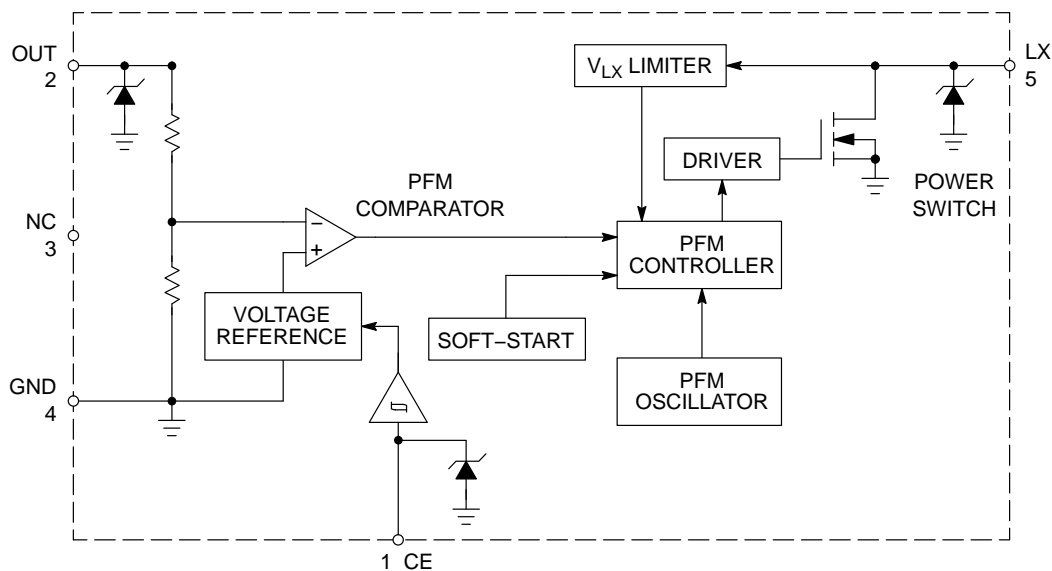 OUT
2
LX
5
V_LX LIMITER
DRIVER
POWER
SWITCH
PFM
COMPARATOR
NC
3
−
+
PFM
CONTROLLER
VOLTAGE
REFERENCE
SOFT−START
GND
4
PFM
OSCILLATOR
1 CE